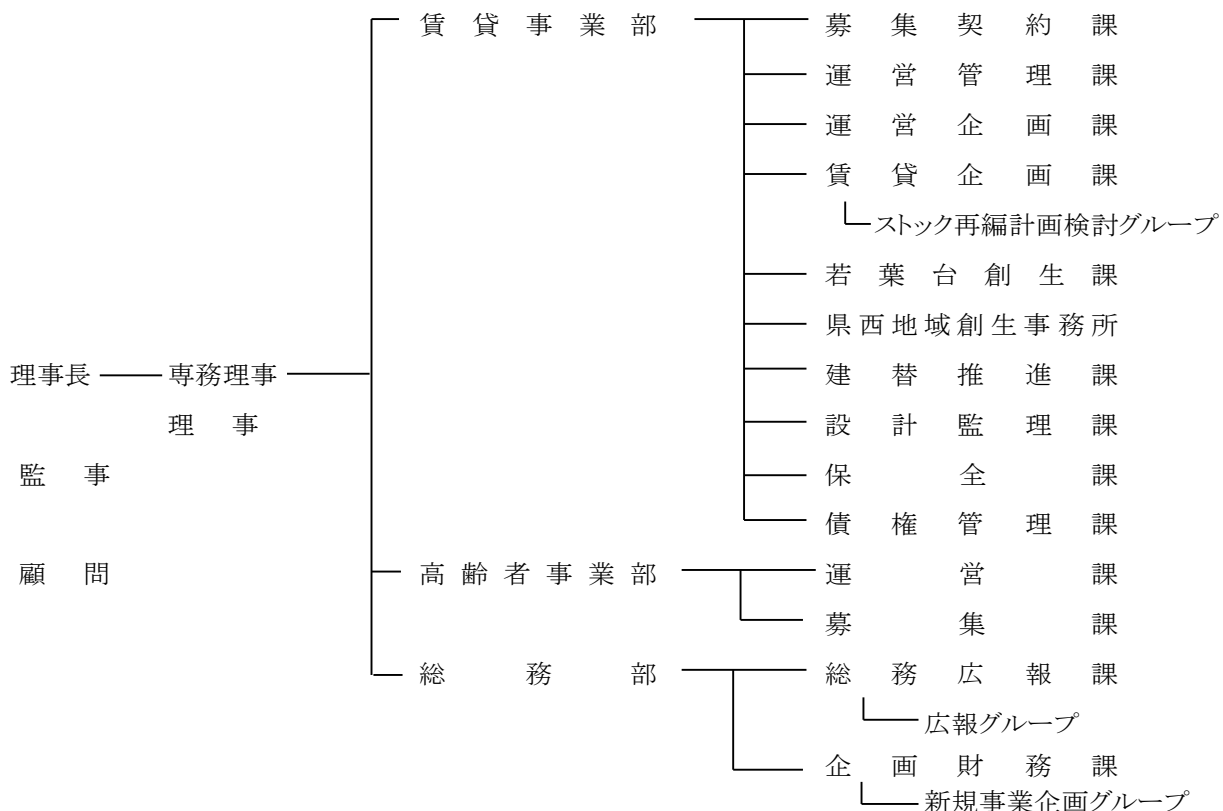 賃貸事業部 募集契約課
運営管理課
運営企画課
賃貸企画課
ストック再編計画検討グループ
若葉台創生課
県西地域創生事務所
理事長 専務理事 建替推進課
理事 設計監理課
監事 保全課
債権管理課
顧問 高齢者事業部 運営課
募集課
総務部 総務広報課
広報グループ
企画財務課
新規事業企画グループ